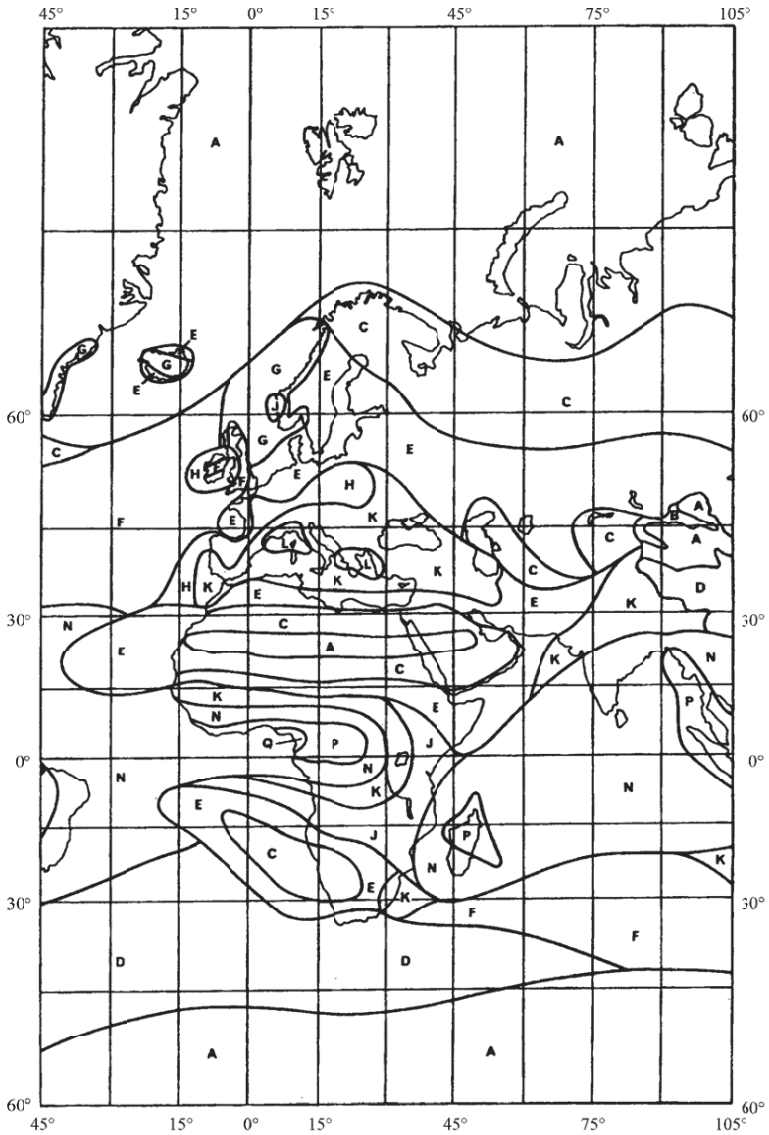 45° 15° 0° 15° 45° 75° 105°
A A
E
G G
G C
E
E
J C
60° 60°
G
C E
H E F E H
F E K A
B
C A
L
L
H K K K C D
E E K
30° 30°
N C
E A N
C K
K E P
N
Q P J
0° 0°
N N
N K
E
J P
C K
E N
K
F
30° 30°
F
D D
A A
60° 60°
45° 15° 0° 15° 45° 75° 105°